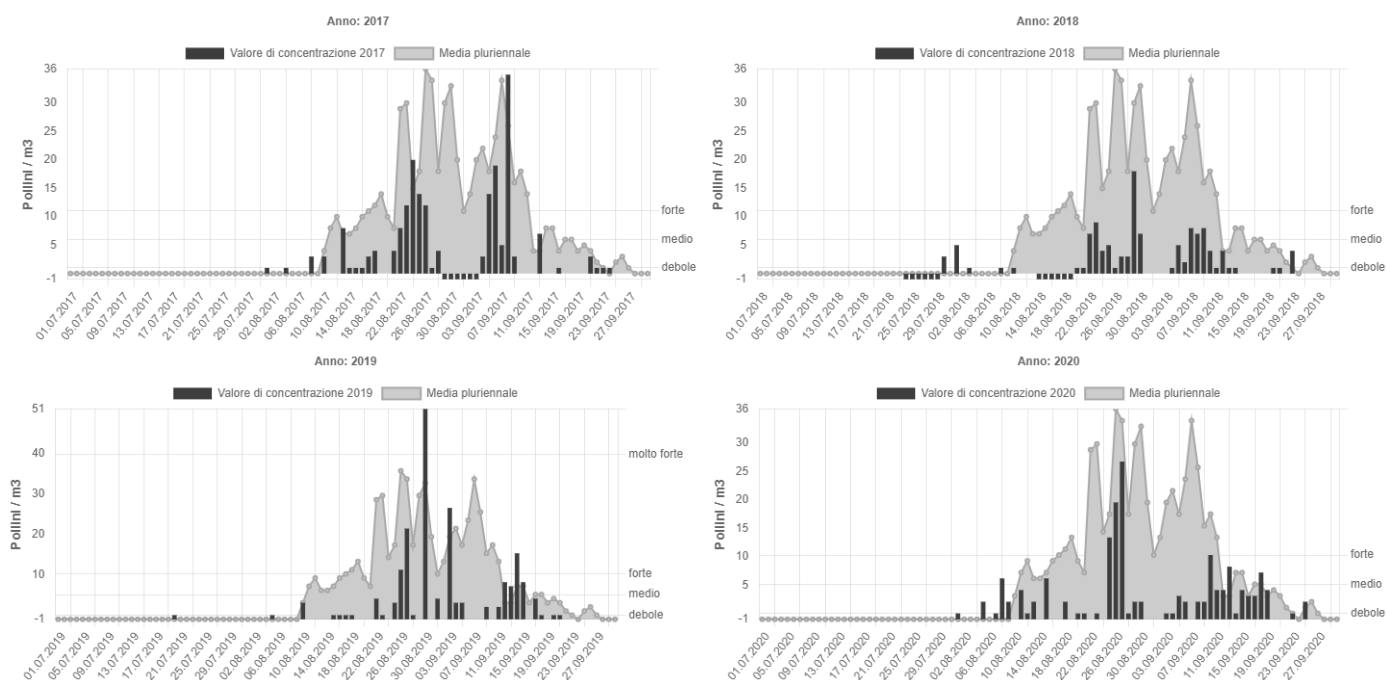 Anno: 2017
Valore di concentrazione 2017 Media pluriennale
Pollini / m3
36
30
25
20
15
10
5
-1
forte
medio
debole
01.07.2017 05.07.2017 09.07.2017 13.07.2017 17.07.2017 21.07.2017 25.07.2017 29.07.2017 02.08.2017 06.08.2017 10.08.2017 14.08.2017 18.08.2017 22.08.2017 26.08.2017 30.08.2017 03.09.2017 07.09.2017 11.09.2017 15.09.2017 19.09.2017 23.09.2017 27.09.2017
Anno: 2018
Valore di concentrazione 2018 Media pluriennale
Pollini / m3
36
30
25
20
15
10
5
-1
forte
medio
debole
01.07.2018 05.07.2018 09.07.2018 13.07.2018 17.07.2018 21.07.2018 25.07.2018 29.07.2018 02.08.2018 06.08.2018 10.08.2018 14.08.2018 18.08.2018 22.08.2018 26.08.2018 30.08.2018 03.09.2018 07.09.2018 11.09.2018 15.09.2018 19.09.2018 23.09.2018 27.09.2018
Anno: 2019
Valore di concentrazione 2019 Media pluriennale
Pollini / m3
51
40
30
20
10
-1
molto forte
forte
medio
debole
01.07.2019 05.07.2019 09.07.2019 13.07.2019 17.07.2019 21.07.2019 25.07.2019 29.07.2019 02.08.2019 06.08.2019 10.08.2019 14.08.2019 18.08.2019 22.08.2019 26.08.2019 30.08.2019 03.09.2019 07.09.2019 11.09.2019 15.09.2019 19.09.2019 23.09.2019 27.09.2019
Anno: 2020
Valore di concentrazione 2020 Media pluriennale
Pollini / m3
36
30
25
20
15
10
5
-1
forte
medio
debole
01.07.2020 05.07.2020 09.07.2020 13.07.2020 17.07.2020 21.07.2020 25.07.2020 29.07.2020 02.08.2020 06.08.2020 10.08.2020 14.08.2020 18.08.2020 22.08.2020 26.08.2020 30.08.2020 03.09.2020 07.09.2020 11.09.2020 15.09.2020 19.09.2020 23.09.2020 27.09.2020